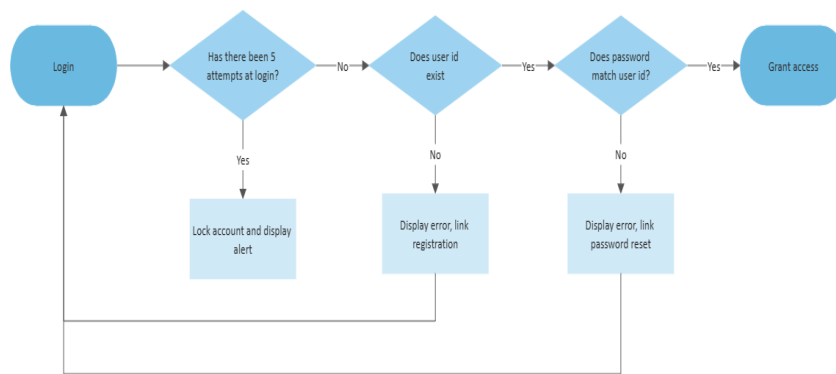 Login
Has there been 5
attempts at login?
No
Does user id
exist
Yes
Does password
match user id?
Yes
Grant access
Yes
No
No
Lock account and display
alert
Display error, link
registration
Display error, link
password reset